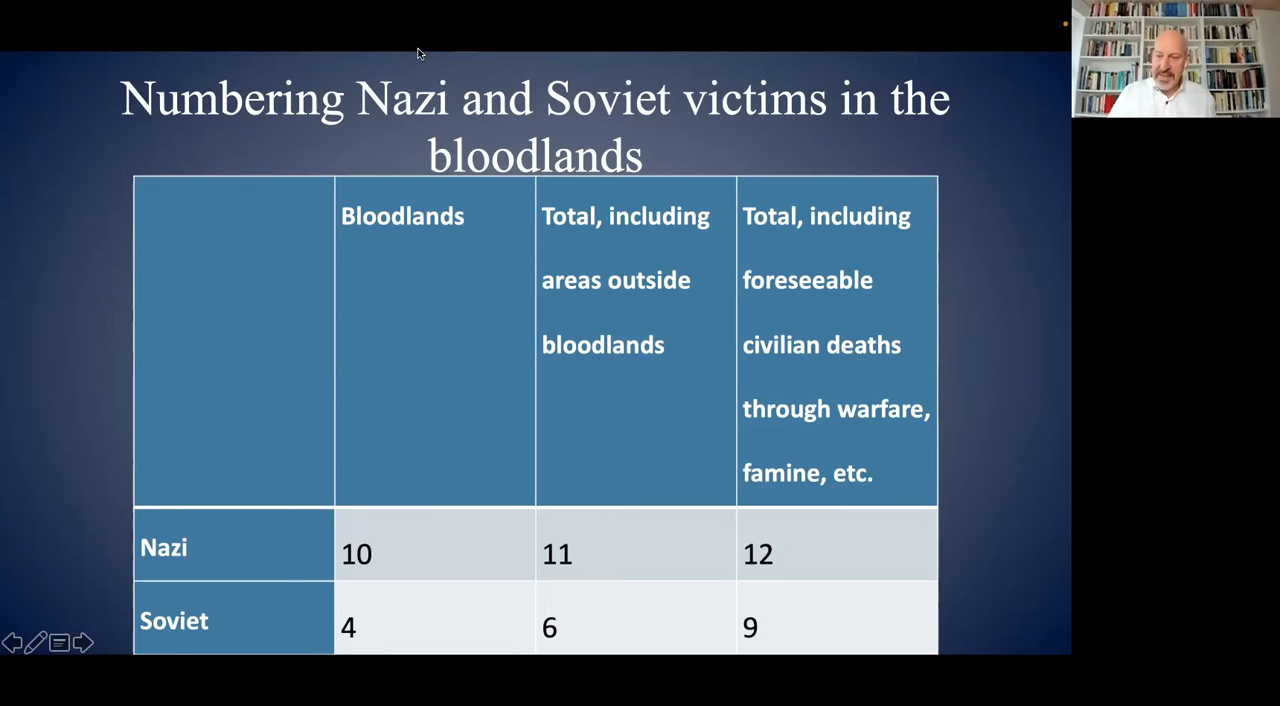 Numbering Nazi and Soviet victims in the
bloodlands
Bloodlands
Total, including
areas outside
bloodlands
Total, including
foreseeable
civilian deaths
through warfare,
famine, etc.
Nazi
10
11
12
Soviet
4
6
9